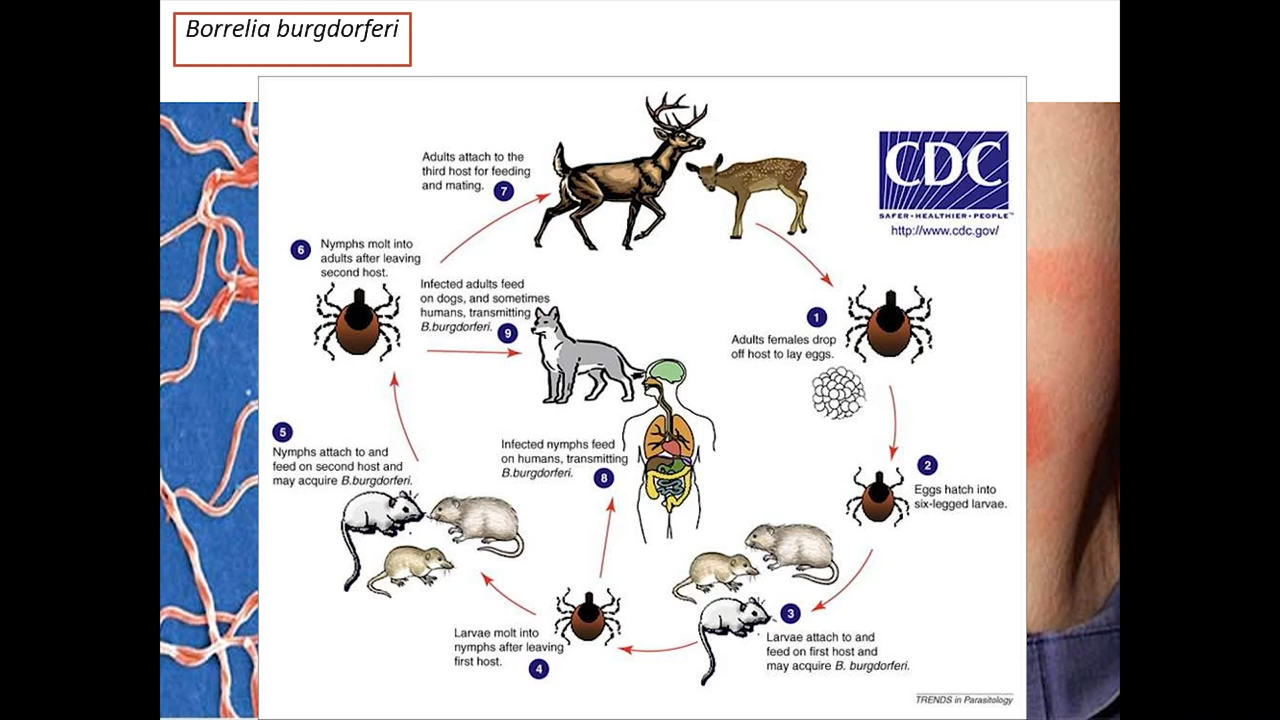 Borrelia burgdorferi
Adults attach to the
third host for feeding
and mating.
7
CDC
SAFER • HEALTHIER • PEOPLE™
http://www.cdc.gov/
6
Nymphs molt into
adults after leaving
second host.
Infected adults feed
on dogs, and sometimes
humans, transmitting
B.burgdorferi.
9
1
Adults females drop
off host to lay eggs.
5
Nymphs attach to and
feed on second host and
may acquire B.burgdorferi.
Infected nymphs feed
on humans, transmitting
B.burgdorferi.
8
2
Eggs hatch into
six-legged larvae.
3
Larvae attach to and
feed on first host and
may acquire B. burgdorferi.
Larvae molt into
nymphs after leaving
first host.
4
TRENDS in Parasitology